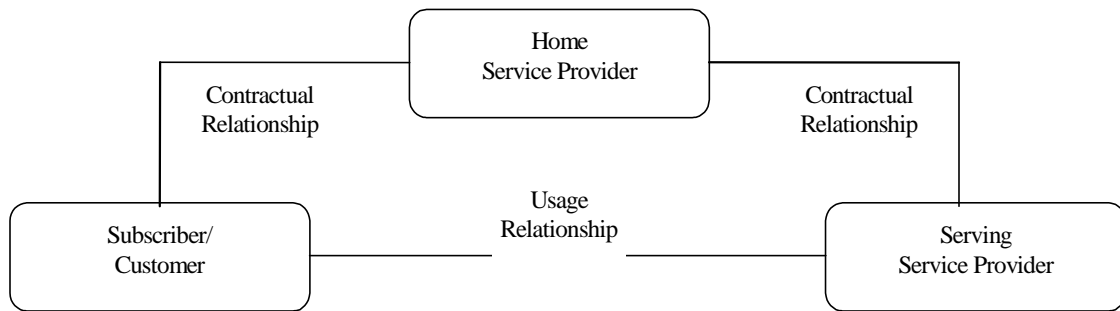 Home
Service Provider
Contractual
Relationship
Contractual
Relationship
Usage
Relationship
Subscriber/
Customer
Serving
Service Provider